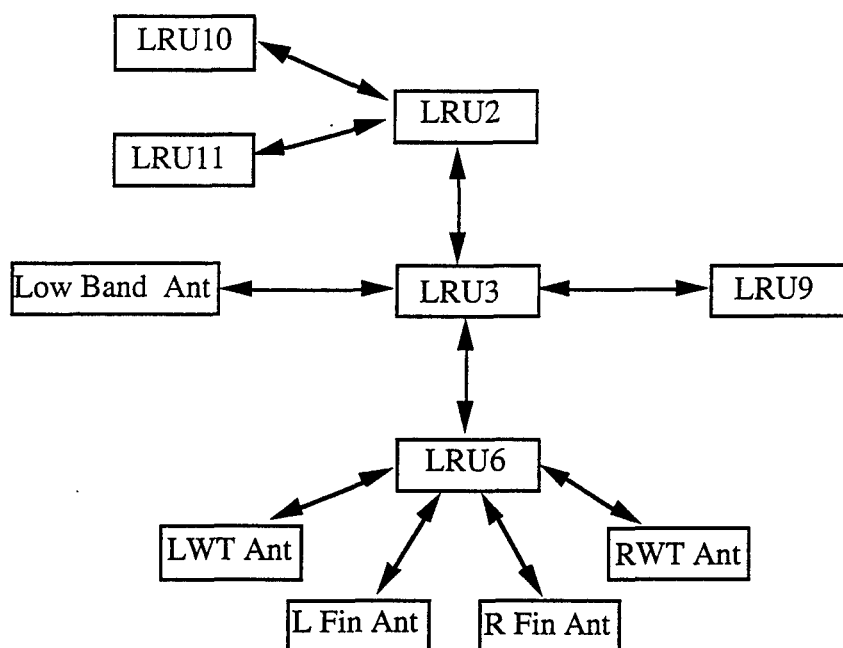 LRU10
LRU2
LRU11
Low Band Ant
LRU3
LRU9
LRU6
LWT Ant
RWT Ant
L Fin Ant
R Fin Ant